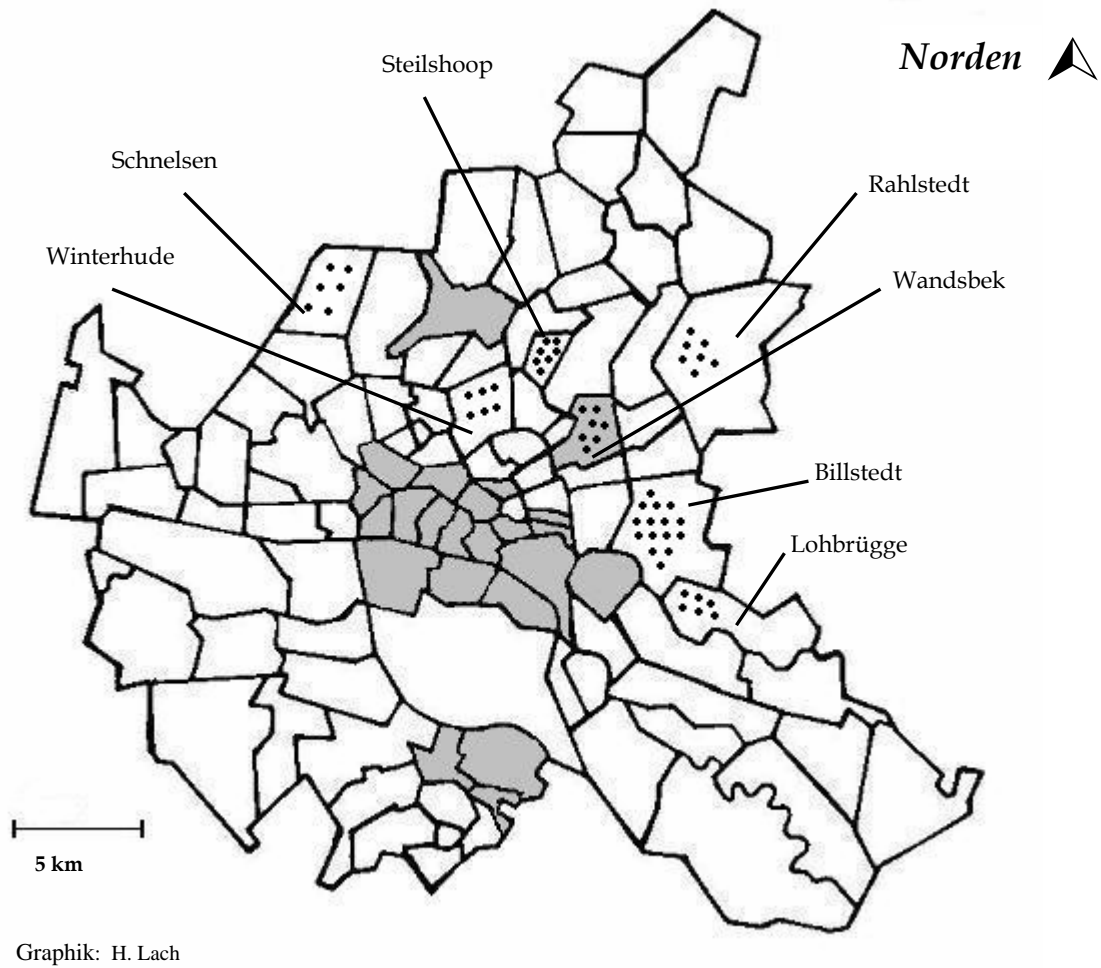 Norden
Steilshoop
Schnelsen
Rahlstedt
Winterhude
Wandsbek
Billstedt
Lohbrügge
5 km
Graphik: H. Lach